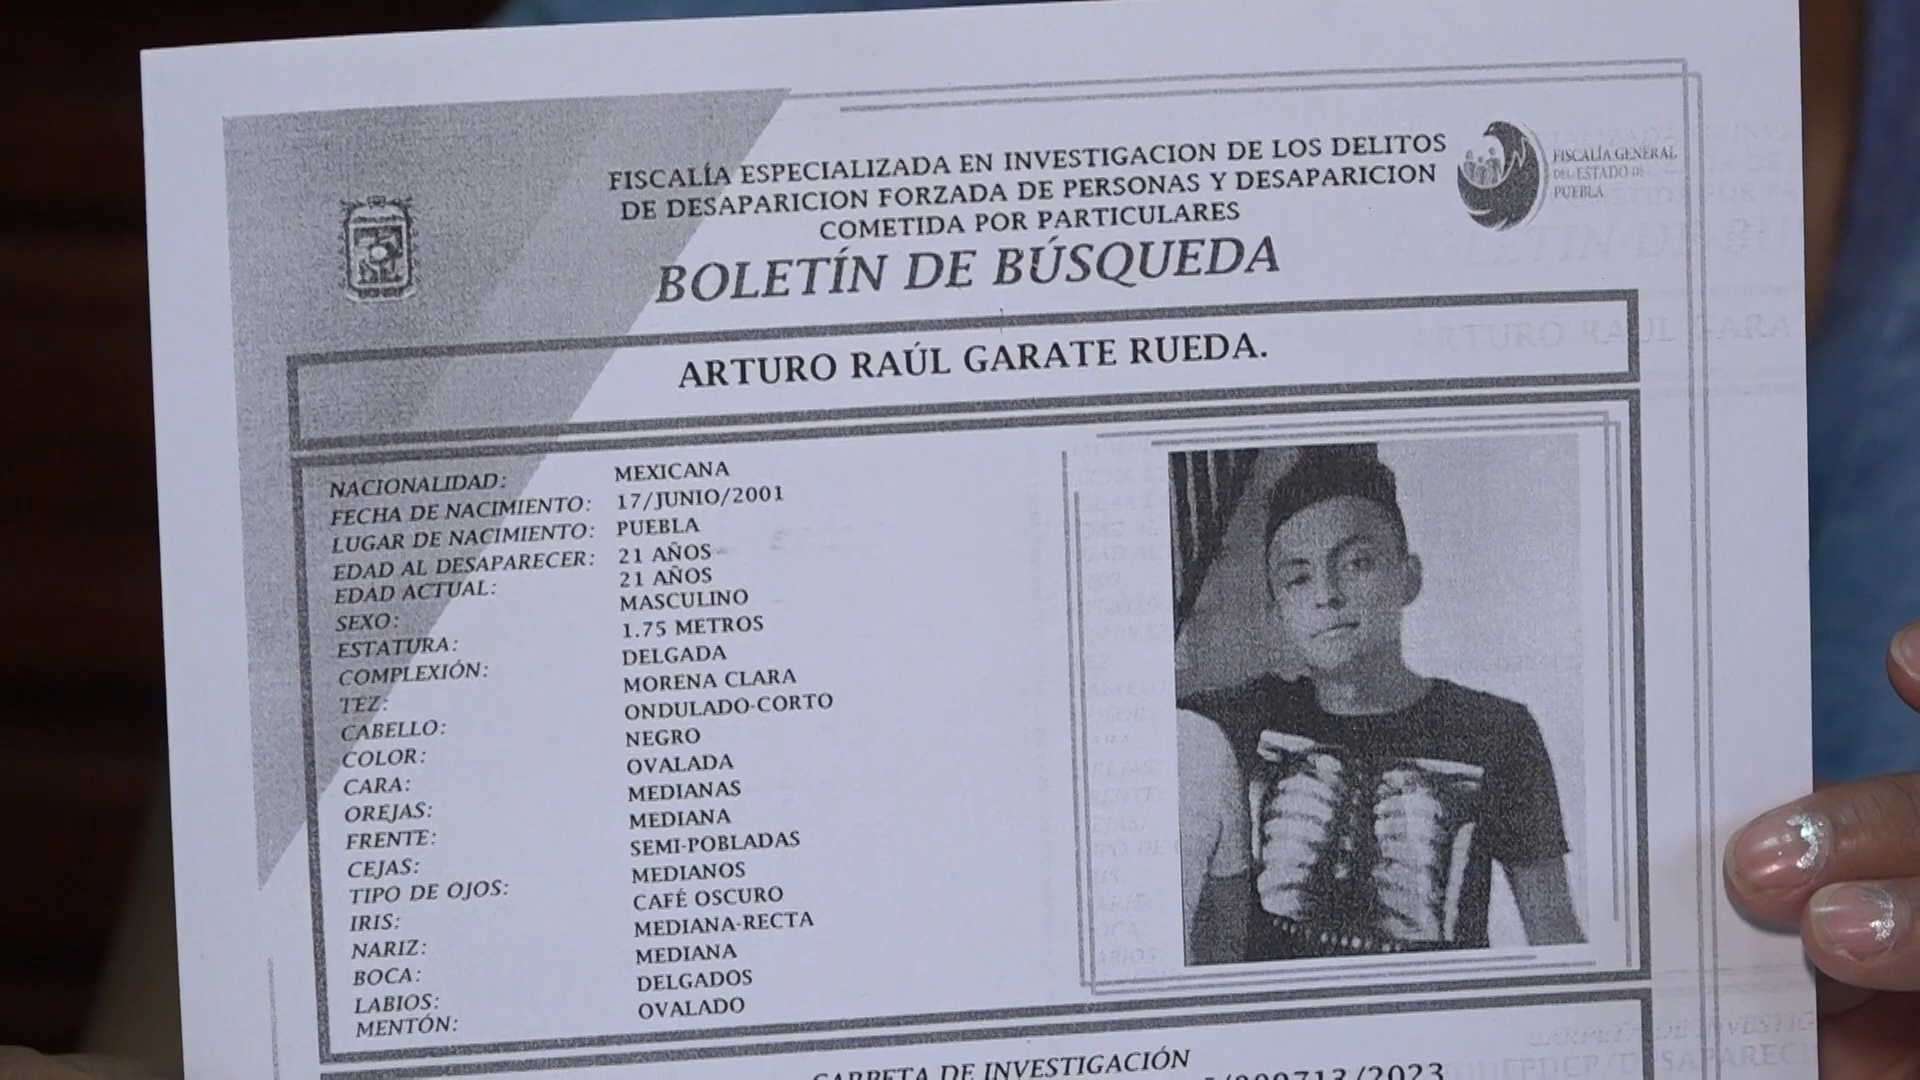 FISCALÍA ESPECIALIZADA EN INVESTIGACION DE LOS DELITOS
DE DESAPARICION FORZADA DE PERSONAS Y DESAPARICION
COMETIDA POR PARTICULARES
BOLETÍN DE BÚSQUEDA
FISCALÍA GENERAL
DEL ESTADO DE
PUEBLA
ARTURO RAÚL GARATE RUEDA.
NACIONALIDAD: MEXICANA
FECHA DE NACIMIENTO: 17/JUNIO/2001
LUGAR DE NACIMIENTO: PUEBLA
EDAD AL DESAPARECER: 21 AÑOS
EDAD ACTUAL: 21 AÑOS
SEXO: MASCULINO
ESTATURA: 1.75 METROS
COMPLEXIÓN: DELGADA
TEZ: MORENA CLARA
CABELLO: ONDULADO-CORTO
COLOR: NEGRO
CARA: OVALADA
OREJAS: MEDIANAS
FRENTE: MEDIANA
CEJAS: SEMI-POBLADAS
TIPO DE OJOS: MEDIANOS
IRIS: CAFÉ OSCURO
NARIZ: MEDIANA-RECTA
BOCA: MEDIANA
LABIOS: DELGADOS
MENTÓN: OVALADO
CARPETA DE INVESTIGACIÓN
/2023